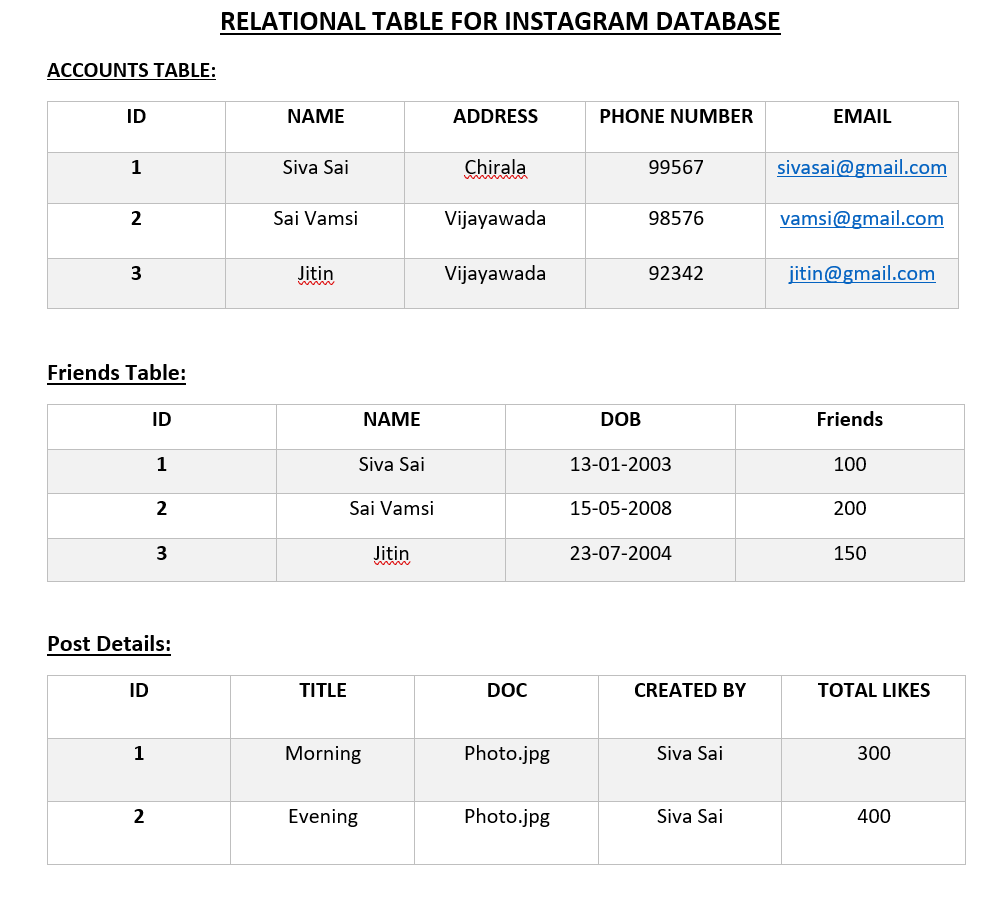 RELATIONAL TABLE FOR INSTAGRAM DATABASE
ACCOUNTS TABLE:
ID NAME ADDRESS PHONE NUMBER EMAIL
1 Siva Sai Chirala 99567 sivasai@gmail.com
2 Sai Vamsi Vijayawada 98576 vamsi@gmail.com
3 Jitin Vijayawada 92342 jitin@gmail.com
Friends Table:
ID NAME DOB Friends
1 Siva Sai 13-01-2003 100
2 Sai Vamsi 15-05-2008 200
3 Jitin 23-07-2004 150
Post Details:
ID TITLE DOC CREATED BY TOTAL LIKES
1 Morning Photo.jpg Siva Sai 300
2 Evening Photo.jpg Siva Sai 400